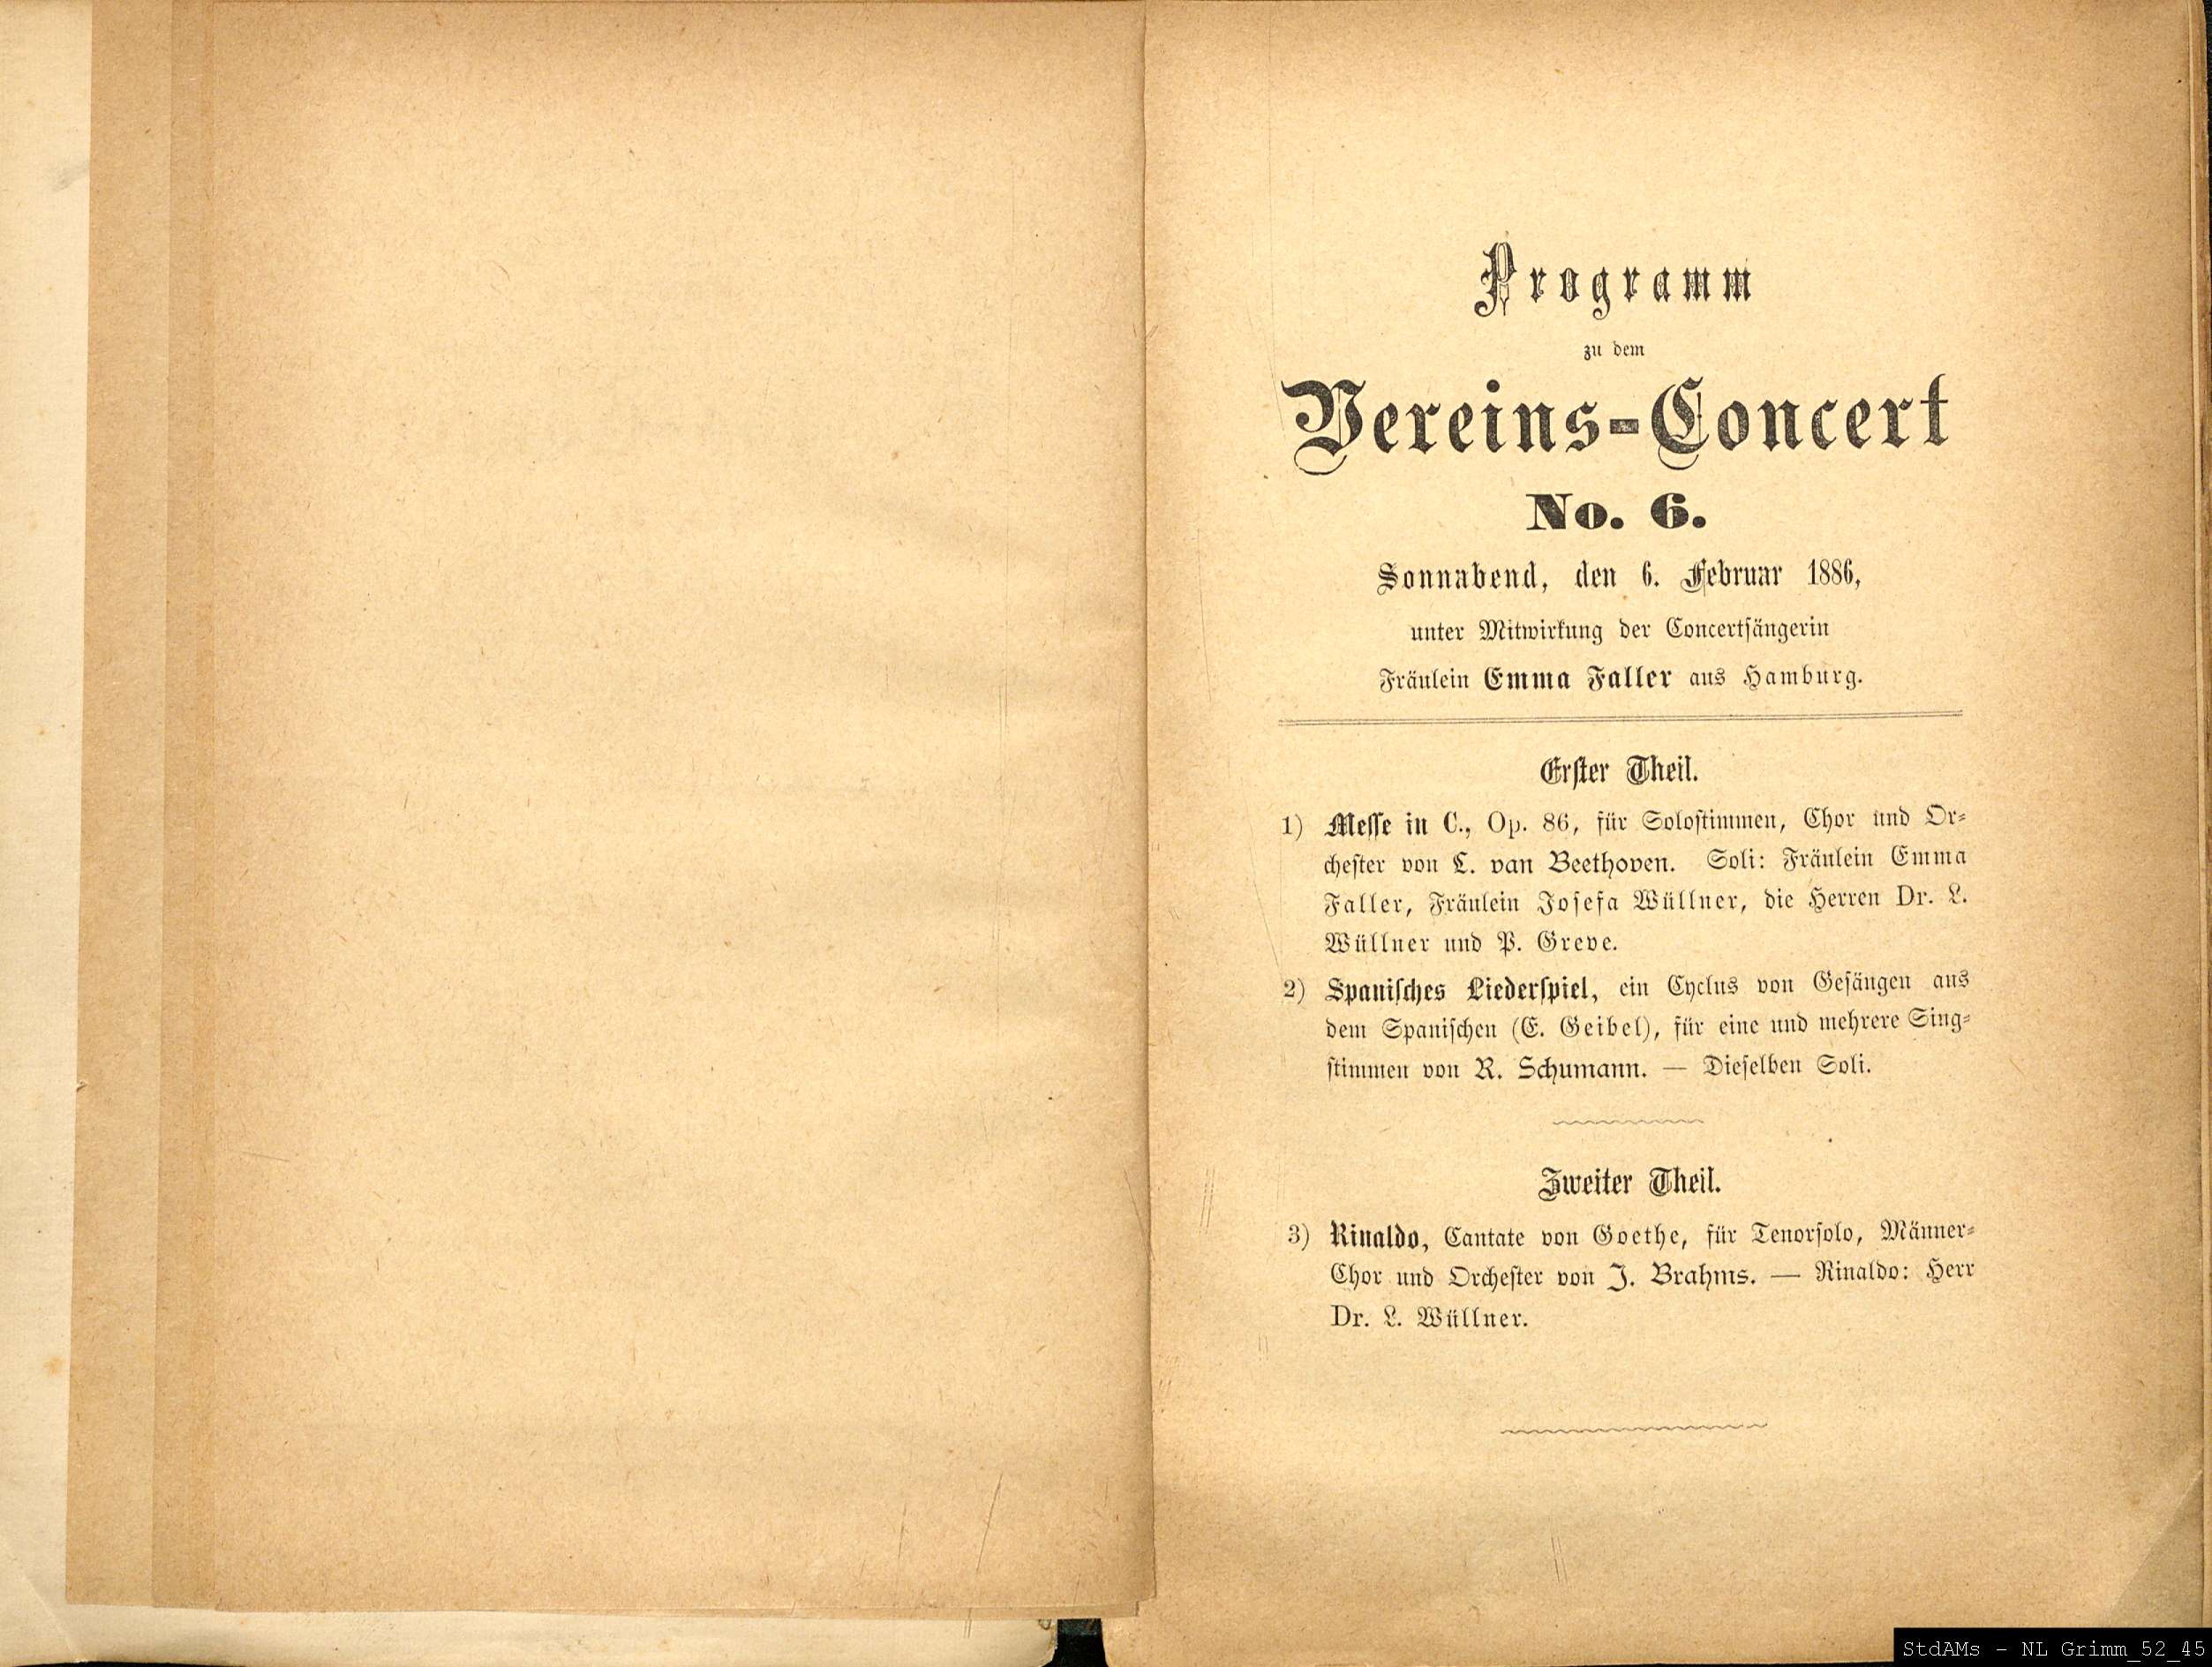 Programm
zu dem
Vereins-Concert
No. 6.
Sonnabend, den 6. Februar 1886,
unter Mitwirkung der Concertsängerin
Fräulein Emma Faller aus Hamburg.
Erster Theil.
1) Messe in C., Op. 86, für Solostimmen, Chor und Or-
chester von L. van Beethoven. Soli: Fräulein Emma
Faller, Fräulein Josefa Wüllner, die Herren Dr. L.
Wüllner und P. Greve.
2) Spanisches Liederspiel, ein Cyclus von Gesängen aus
dem Spanischen (E. Geibel), für eine und mehrere Sing-
stimmen von R. Schumann. — Dieselben Soli.
Zweiter Theil.
3) Rinaldo, Cantate von Goethe, für Tenorsolo, Männer-
Chor und Orchester von J. Brahms. — Rinaldo: Herr
Dr. L. Wüllner.
StdAMs - NL Grimm_52_45